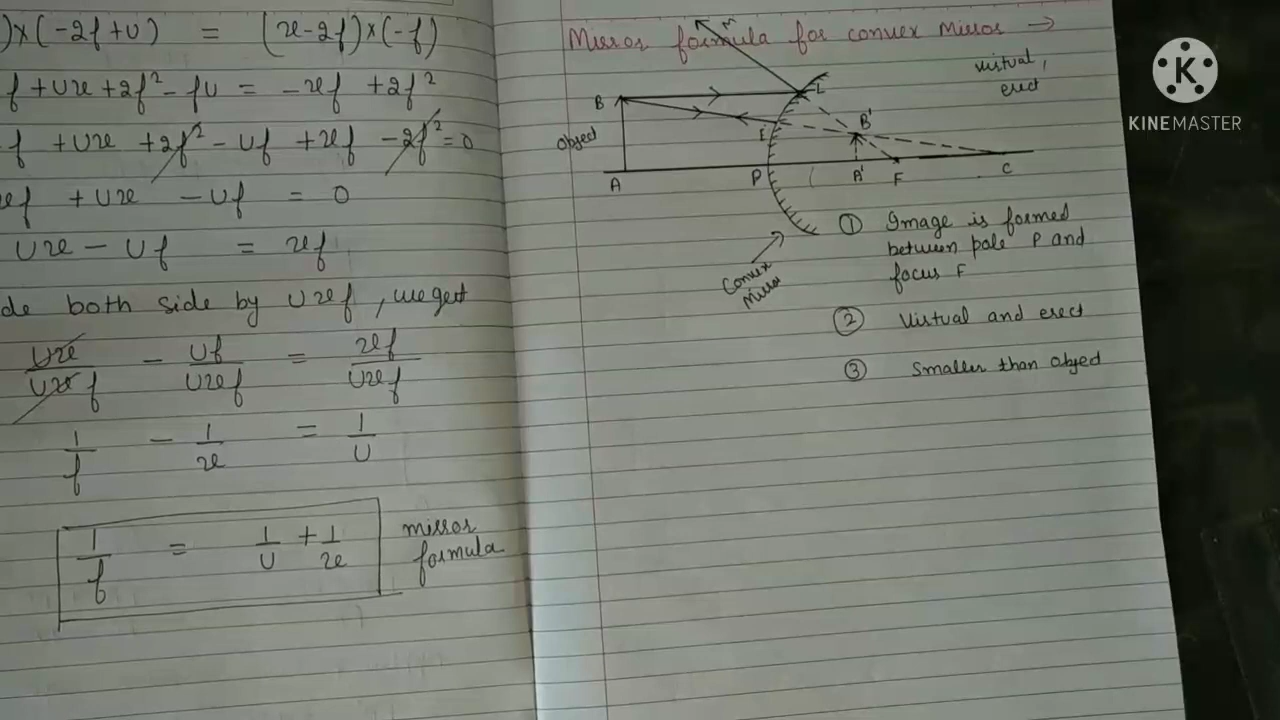 )×(-2f+v) = (u-2f)×(-f)
f + vu + 2f² - fv = -uf + 2f²
f + vu + 2f² - vf + uf - 2f² = 0
uf + vu - vf = 0
vu - vf = uf
de both side by vuf, we get
vu/vuf - vf/vuf = uf/vuf
1/f - 1/u = 1/v
1/f = 1/v + 1/u
mirror
formula
Mirror formula for convex Mirror →
virtual,
erect
M
B
L
object
E
B'
A
P
A'
F
C
Convex
Mirror
① Image is formed
between pole P and
focus F
② Virtual and erect
③ Smaller than object
K
KINEMASTER